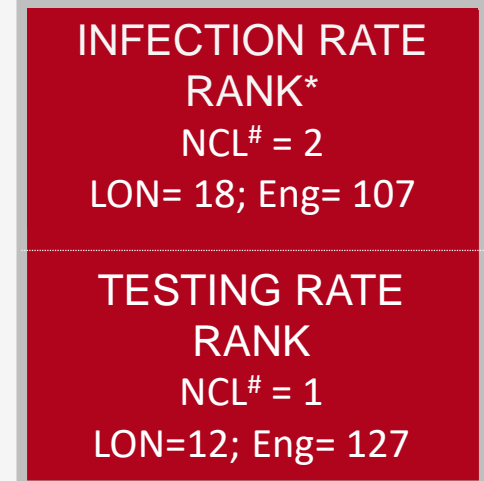 INFECTION RATE
RANK*
NCL# = 2
LON= 18; Eng= 107
TESTING RATE
RANK
NCL# = 1
LON=12; Eng= 127